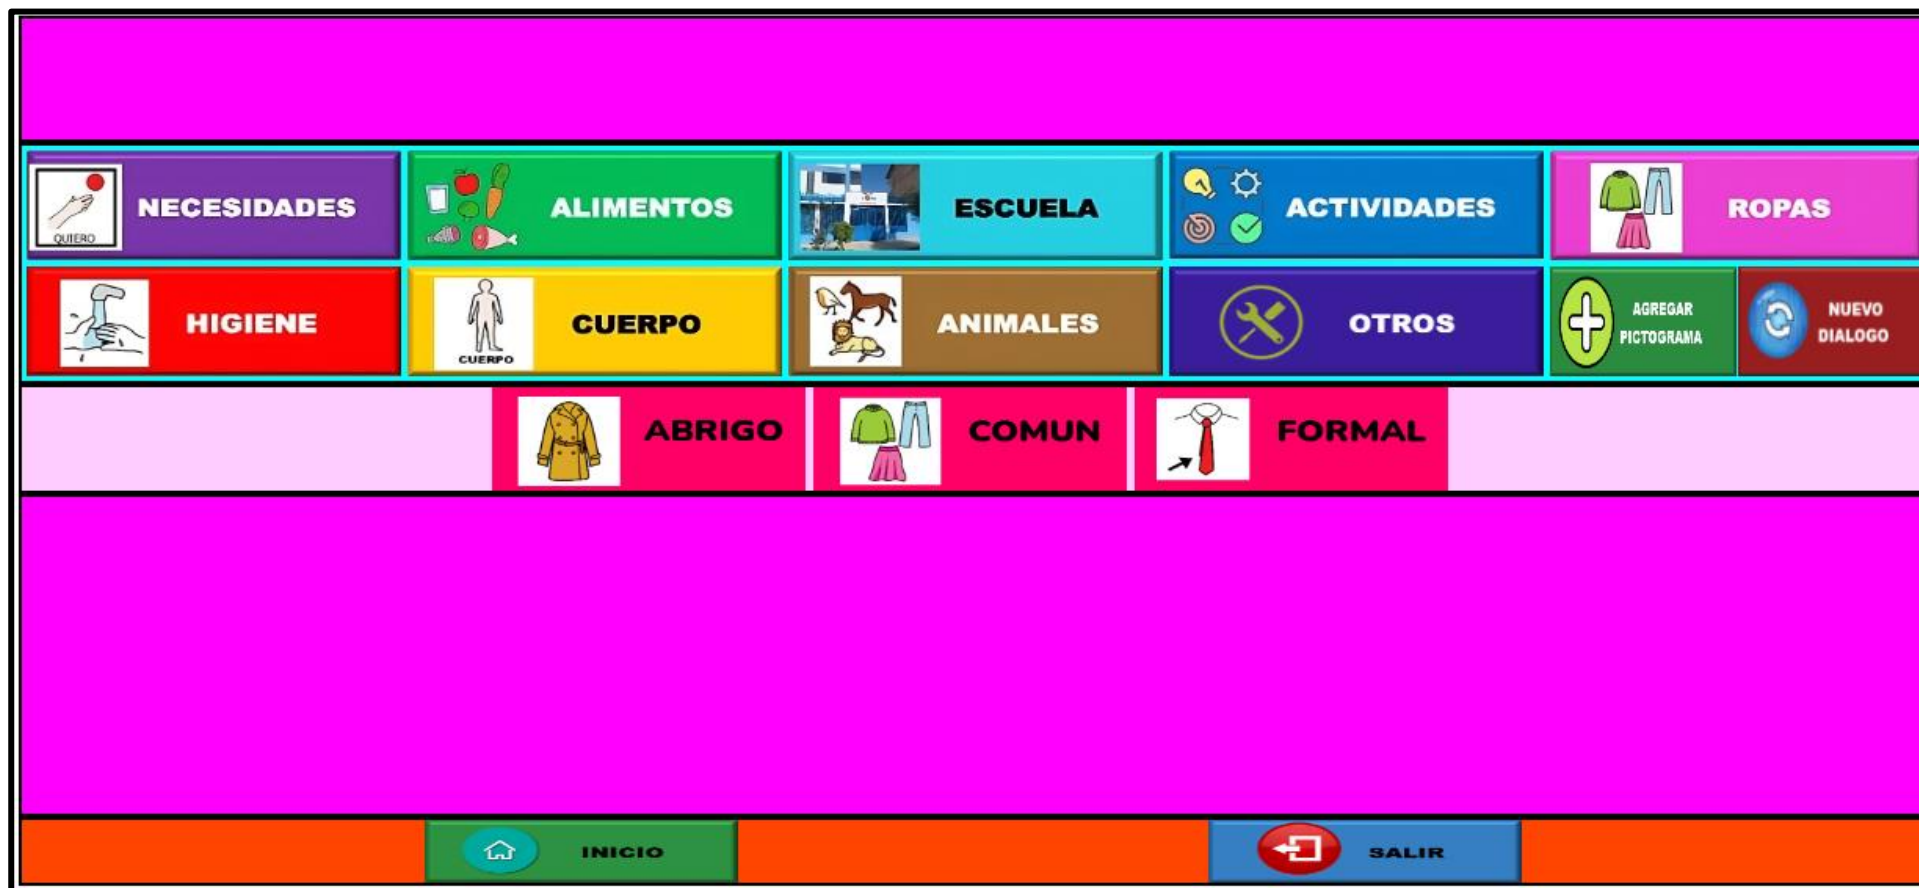 NECESIDADES
QUIERO
ALIMENTOS
ESCUELA
ACTIVIDADES
ROPAS
HIGIENE
CUERPO
CUERPO
ANIMALES
OTROS
AGREGAR
PICTOGRAMA
NUEVO
DIALOGO
ABRIGO
COMUN
FORMAL
INICIO
SALIR